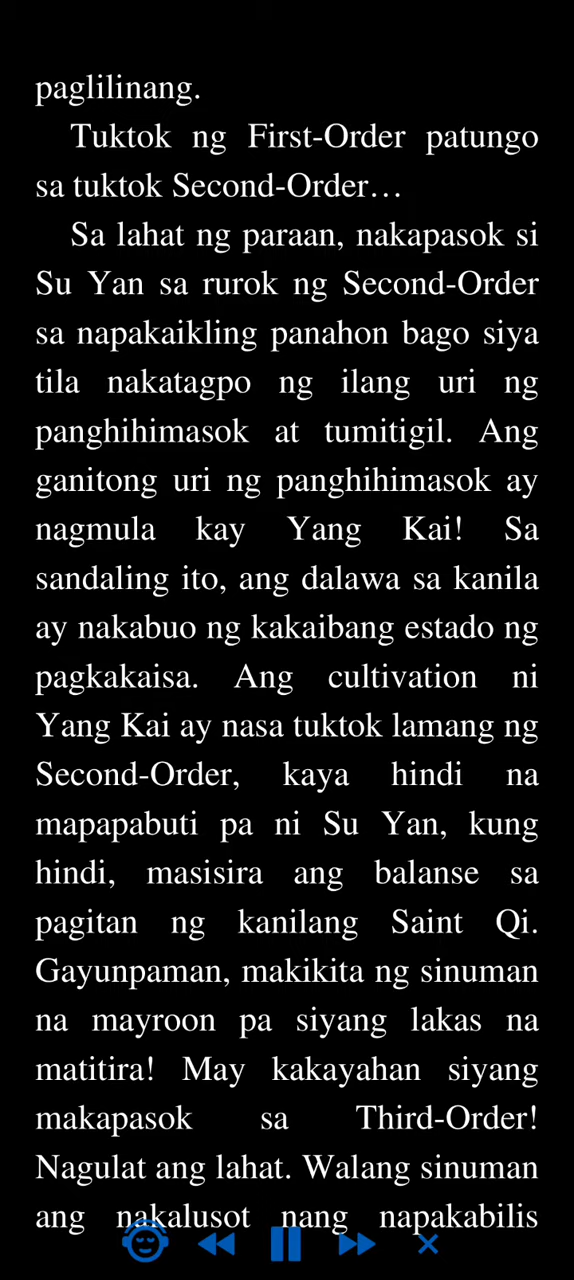 paglilinang.
Tuktok ng First-Order patungo
sa tuktok Second-Order…
Sa lahat ng paraan, nakapasok si
Su Yan sa rurok ng Second-Order
sa napakaikling panahon bago siya
tila nakatagpo ng ilang uri ng
panghihimasok at tumitigil. Ang
ganitong uri ng panghihimasok ay
nagmula kay Yang Kai! Sa
sandaling ito, ang dalawa sa kanila
ay nakabuo ng kakaibang estado ng
pagkakaisa. Ang cultivation ni
Yang Kai ay nasa tuktok lamang ng
Second-Order, kaya hindi na
mapapabuti pa ni Su Yan, kung
hindi, masisira ang balanse sa
pagitan ng kanilang Saint Qi.
Gayunpaman, makikita ng sinuman
na mayroon pa siyang lakas na
matitira! May kakayahan siyang
makapasok sa Third-Order!
Nagulat ang lahat. Walang sinuman
ang nakalusot nang napakabilis